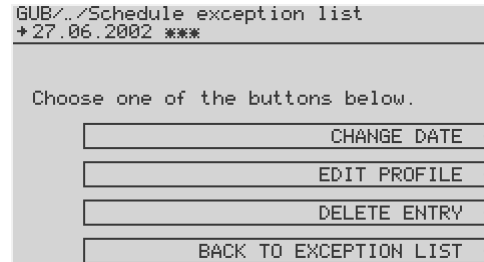 GUB/../Schedule exception list
→27.06.2002 ***
Choose one of the buttons below.
CHANGE DATE
EDIT PROFILE
DELETE ENTRY
BACK TO EXCEPTION LIST